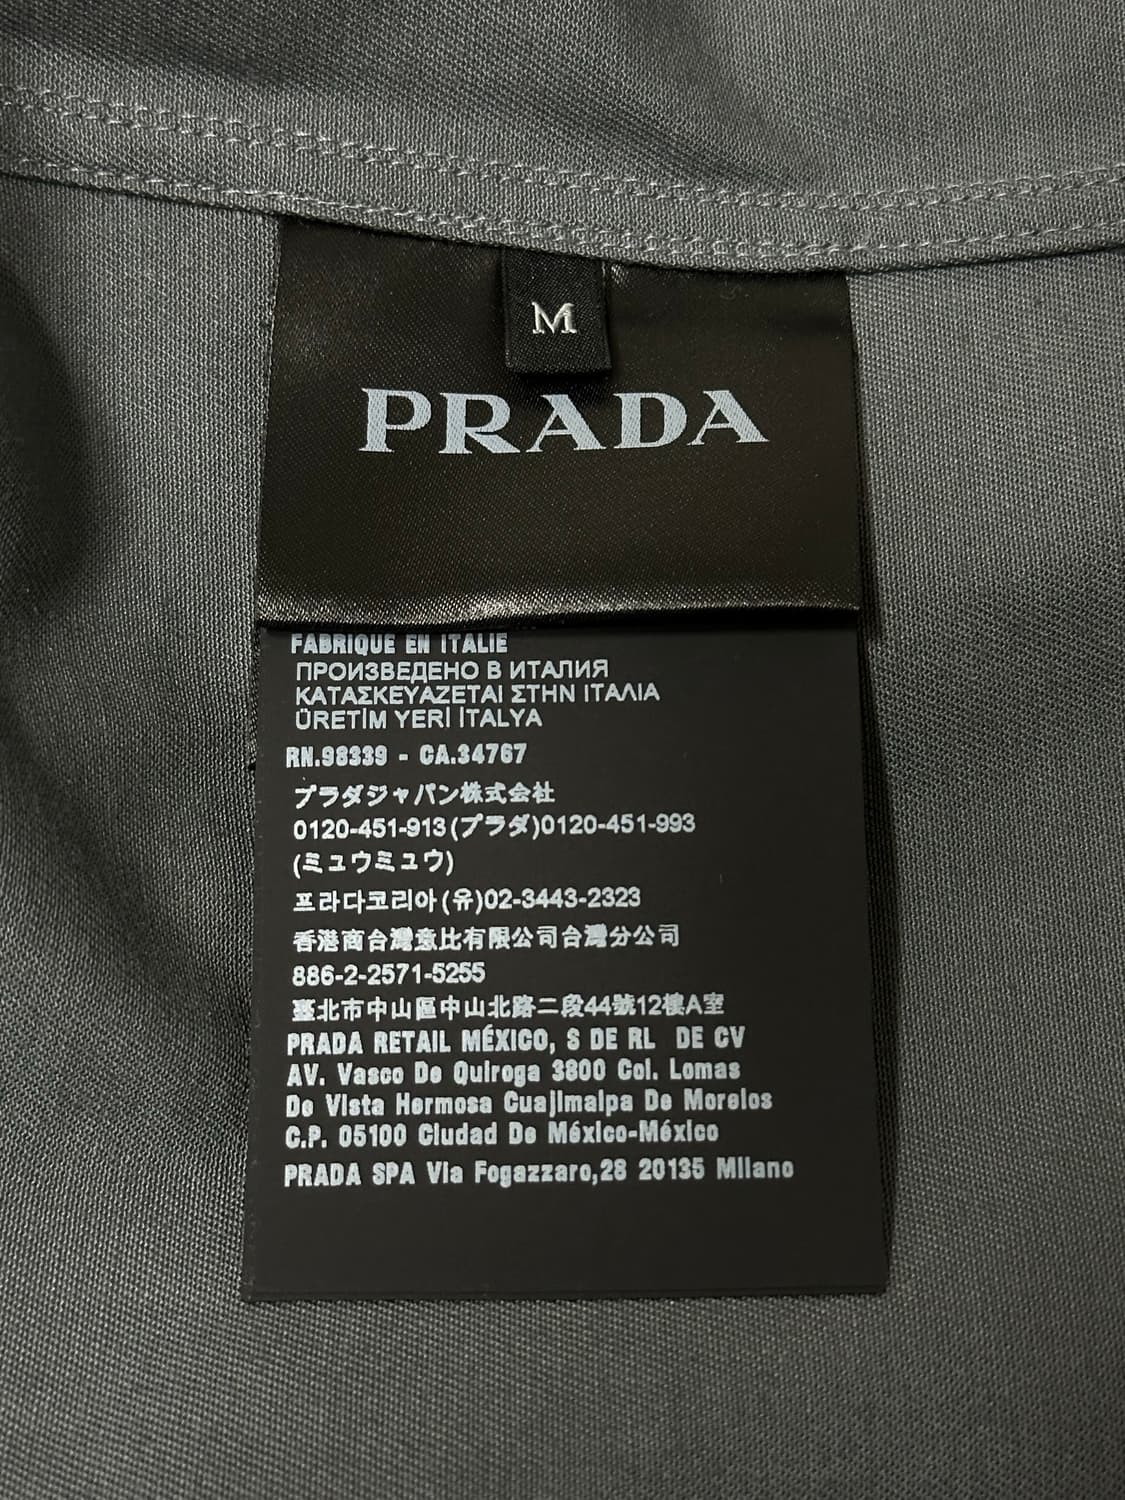 M
PRADA
FABRIQUE EN ITALIE
ПРОИЗВЕДЕНО В ИТАЛИЯ
ΚΑΤΑΣΚΕΥΑΖΕΤΑΙ ΣΤΗΝ ΙΤΑΛΙΑ
ÜRETİM YERİ İTALYA
RN.98339 - CA.34767
プラダジャパン株式会社
0120-451-913(プラダ)0120-451-993
(ミュウミュウ)
프라다코리아(유)02-3443-2323
香港商台灣意比有限公司台灣分公司
886-2-2571-5255
臺北市中山區中山北路二段44號12樓A室
PRADA RETAIL MÉXICO, S DE RL DE CV
AV. Vasco De Quiroga 3800 Col. Lomas
De Vista Hermosa Cuajimalpa De Morelos
C.P. 05100 Ciudad De México-México
PRADA SPA Via Fogazzaro,28 20135 Milano